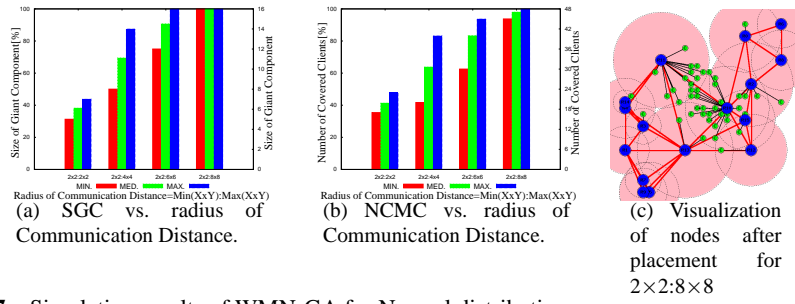 Size of Giant Component[%]
100
80
60
40
20
0
16
14
12
10
8
6
4
2
0
Size of Giant Component
2x2:2x2 2x2:4x4 2x2:6x6 2x2:8x8
MIN. MED. MAX.
Radius of Communication Distance=Min(XxY):Max(XxY)
(a) SGC vs. radius of
Communication Distance.
Number of Covered Clients[%]
100
80
60
40
20
0
48
42
36
30
24
18
12
6
0
Number of Covered Clients
2x2:2x2 2x2:4x4 2x2:6x6 2x2:8x8
MIN. MED. MAX.
Radius of Communication Distance=Min(XxY):Max(XxY)
(b) NCMC vs. radius of
Communication Distance.
(c) Visualization
of nodes after
placement for
2×2:8×8